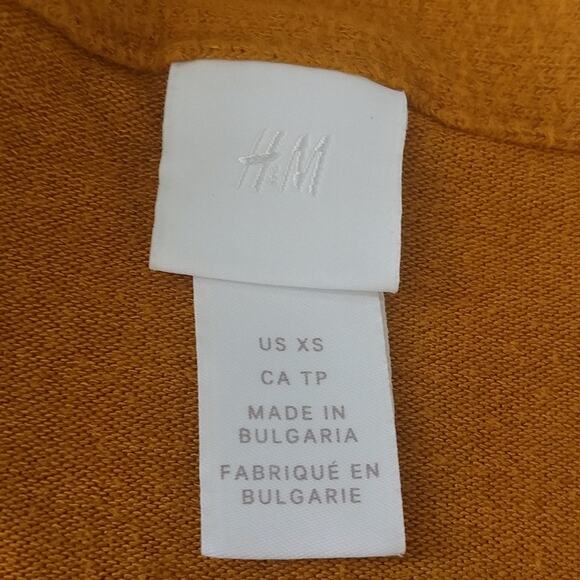 H&M
US XS
CA TP
MADE IN
BULGARIA
FABRIQUÉ EN
BULGARIE